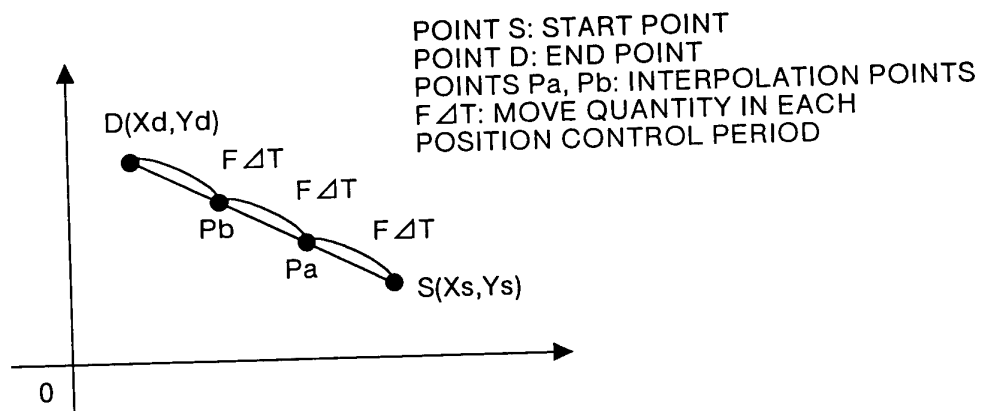 POINT S: START POINT
POINT D: END POINT
POINTS Pa, Pb: INTERPOLATION POINTS
F⊿T: MOVE QUANTITY IN EACH
POSITION CONTROL PERIOD
D(Xd,Yd)
F⊿T
F⊿T
Pb
F⊿T
Pa
S(Xs,Ys)
0